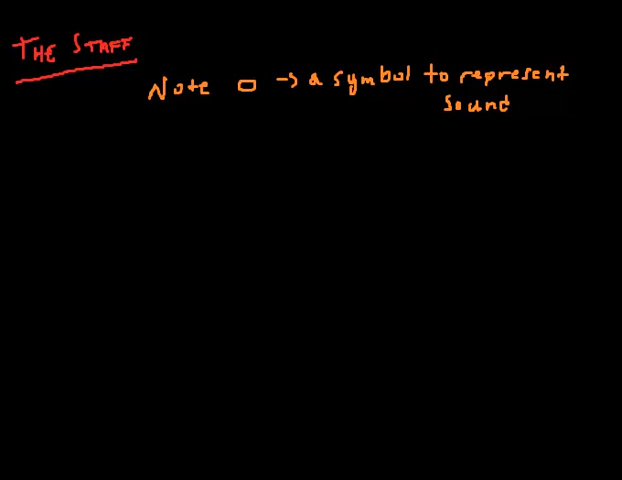 THE STAFF
Note → a symbol to represent
sound